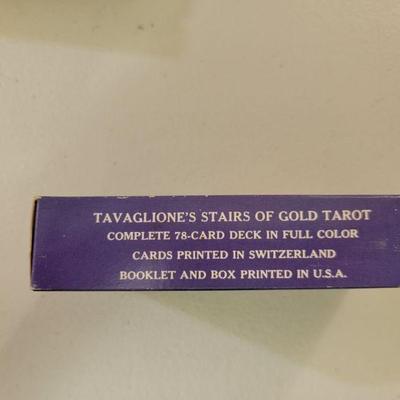 TAVAGLIONE'S STAIRS OF GOLD TAROT
COMPLETE 78-CARD DECK IN FULL COLOR
CARDS PRINTED IN SWITZERLAND
BOOKLET AND BOX PRINTED IN U.S.A.